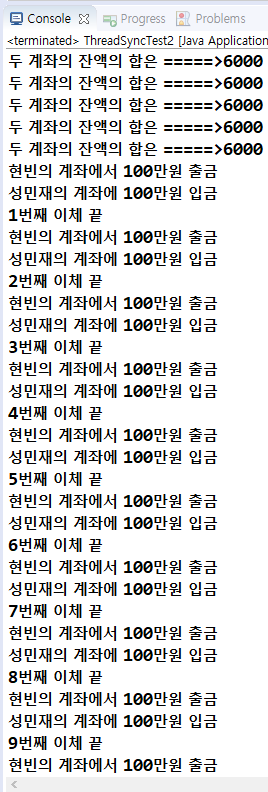 Console Progress Problems
<terminated> ThreadSyncTest2 [Java Application
두 계좌의 잔액의 합은 =====>6000
두 계좌의 잔액의 합은 =====>6000
두 계좌의 잔액의 합은 =====>6000
두 계좌의 잔액의 합은 =====>6000
두 계좌의 잔액의 합은 =====>6000
현빈의 계좌에서 100만원 출금
성민재의 계좌에 100만원 입금
1번째 이체 끝
현빈의 계좌에서 100만원 출금
성민재의 계좌에 100만원 입금
2번째 이체 끝
현빈의 계좌에서 100만원 출금
성민재의 계좌에 100만원 입금
3번째 이체 끝
현빈의 계좌에서 100만원 출금
성민재의 계좌에 100만원 입금
4번째 이체 끝
현빈의 계좌에서 100만원 출금
성민재의 계좌에 100만원 입금
5번째 이체 끝
현빈의 계좌에서 100만원 출금
성민재의 계좌에 100만원 입금
6번째 이체 끝
현빈의 계좌에서 100만원 출금
성민재의 계좌에 100만원 입금
7번째 이체 끝
현빈의 계좌에서 100만원 출금
성민재의 계좌에 100만원 입금
8번째 이체 끝
현빈의 계좌에서 100만원 출금
성민재의 계좌에 100만원 입금
9번째 이체 끝
현빈의 계좌에서 100만원 출금